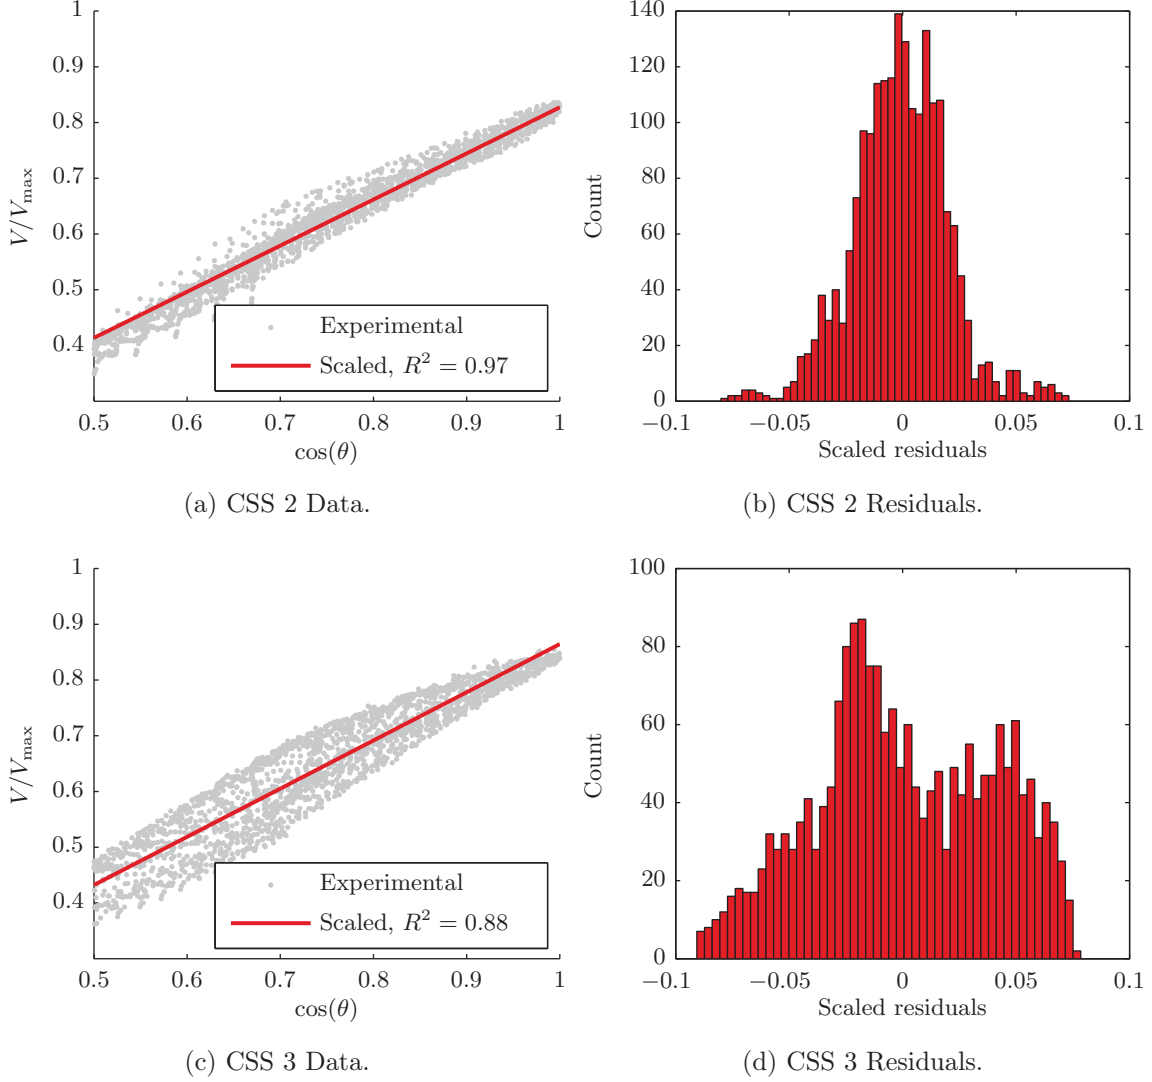 1
0.9
0.8
0.7
0.6
0.5
0.4
V/V_max
Experimental
Scaled, R² = 0.97
0.5 0.6 0.7 0.8 0.9 1
cos(θ)
(a) CSS 2 Data.
140
120
100
80
60
40
20
0
Count
−0.1 −0.05 0 0.05 0.1
Scaled residuals
(b) CSS 2 Residuals.
1
0.9
0.8
0.7
0.6
0.5
0.4
V/V_max
Experimental
Scaled, R² = 0.88
0.5 0.6 0.7 0.8 0.9 1
cos(θ)
(c) CSS 3 Data.
100
80
60
40
20
0
Count
−0.1 −0.05 0 0.05 0.1
Scaled residuals
(d) CSS 3 Residuals.